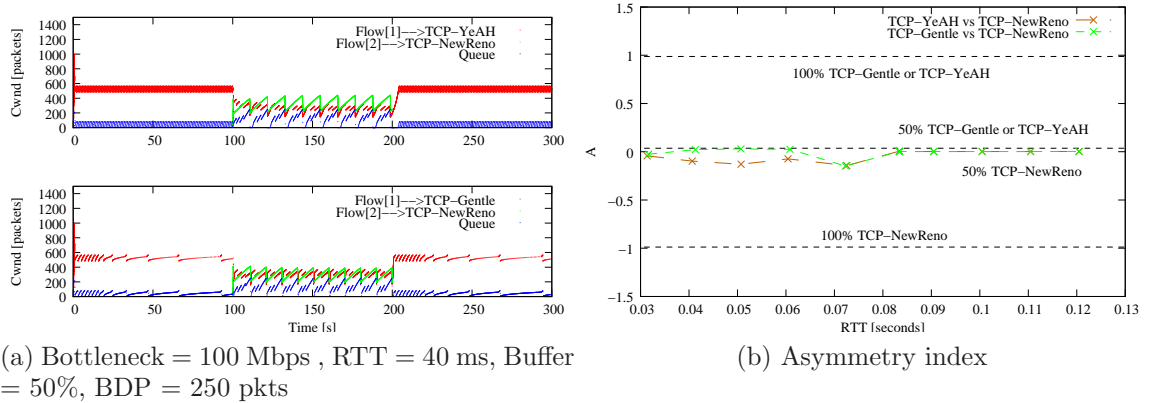 1400
1200
1000
800
600
400
200
0
Cwnd [packets]
Flow[1]−−>TCP−YeAH
Flow[2]−−>TCP−NewReno
Queue
0 50 100 150 200 250 300
1400
1200
1000
800
600
400
200
0
Cwnd [packets]
Flow[1]−−>TCP−Gentle
Flow[2]−−>TCP−NewReno
Queue
0 50 100 150 200 250 300
Time [s]
(a) Bottleneck = 100 Mbps , RTT = 40 ms, Buffer
= 50%, BDP = 250 pkts
1.5
1
0.5
0
−0.5
−1
−1.5
A
TCP−YeAH vs TCP−NewReno
TCP−Gentle vs TCP−NewReno
100% TCP−Gentle or TCP−YeAH
50% TCP−Gentle or TCP−YeAH
50% TCP−NewReno
100% TCP−NewReno
0.03 0.04 0.05 0.06 0.07 0.08 0.09 0.1 0.11 0.12 0.13
RTT [seconds]
(b) Asymmetry index